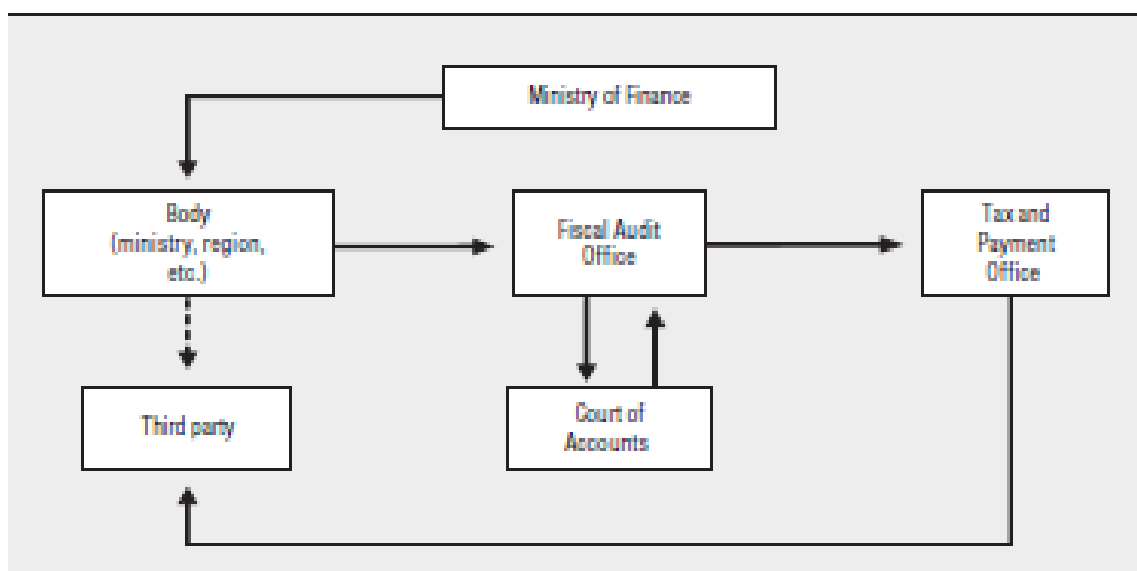 Ministry of Finance
Body
(ministry, region,
etc.)
Fiscal Audit
Office
Tax and
Payment
Office
Third party
Court of
Accounts